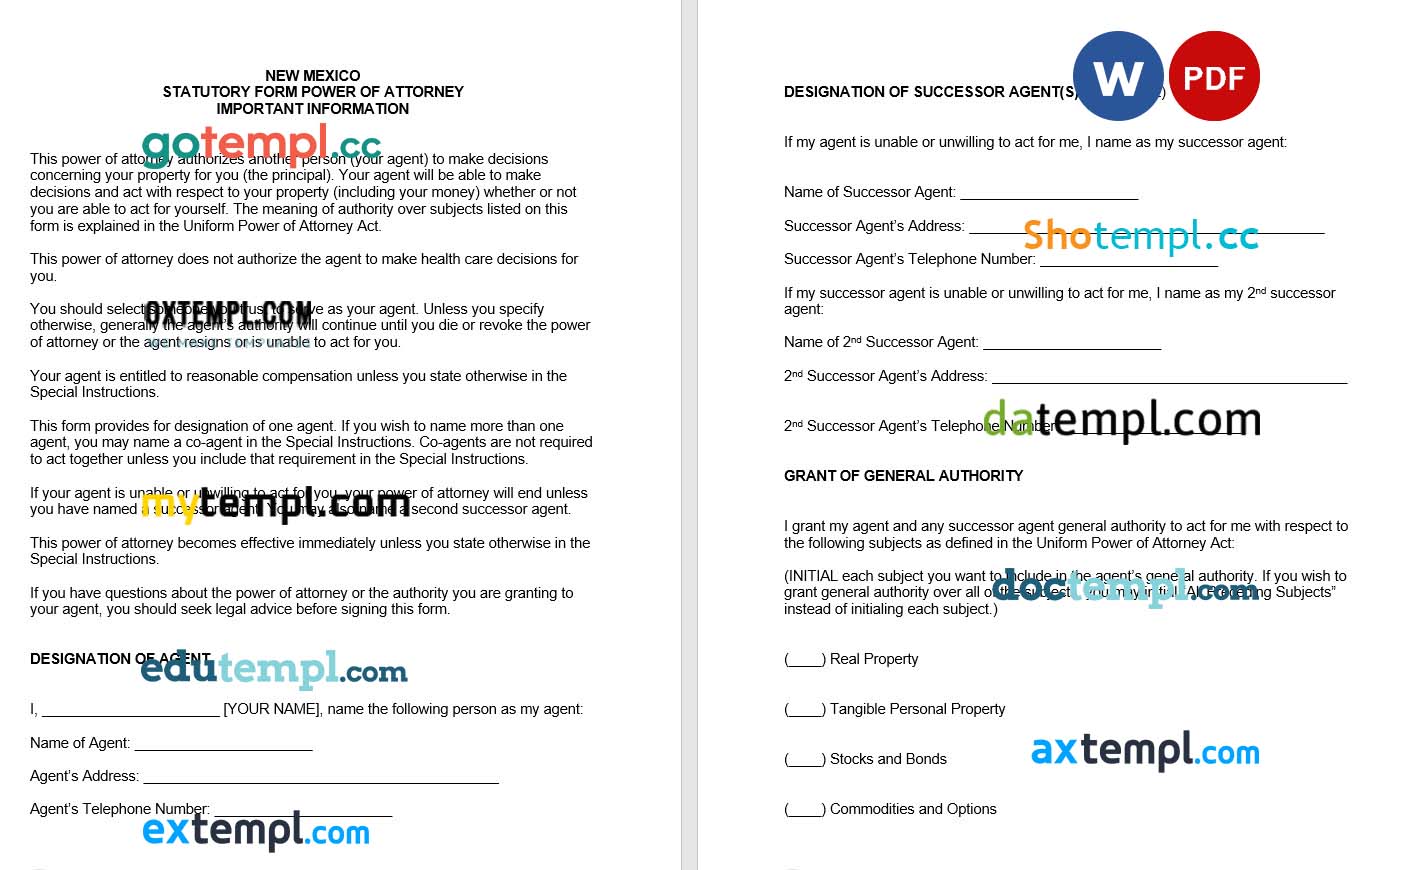 NEW MEXICO
STATUTORY FORM POWER OF ATTORNEY
IMPORTANT INFORMATION
gotempl.cc
This power of attorney authorizes another person (your agent) to make decisions
concerning your property for you (the principal). Your agent will be able to make
decisions and act with respect to your property (including your money) whether or not
you are able to act for yourself. The meaning of authority over subjects listed on this
form is explained in the Uniform Power of Attorney Act.
This power of attorney does not authorize the agent to make health care decisions for
you.
You should select someone you trust to serve as your agent. Unless you specify
OXTEMPL.COM
otherwise, generally the agent's authority will continue until you die or revoke the power
of attorney or the agent resigns or is unable to act for you.
Your agent is entitled to reasonable compensation unless you state otherwise in the
Special Instructions.
This form provides for designation of one agent. If you wish to name more than one
agent, you may name a co-agent in the Special Instructions. Co-agents are not required
to act together unless you include that requirement in the Special Instructions.
If your agent is unable or unwilling to act for you, your power of attorney will end unless
mytempl.com
you have named a successor agent. You may also name a second successor agent.
This power of attorney becomes effective immediately unless you state otherwise in the
Special Instructions.
If you have questions about the power of attorney or the authority you are granting to
your agent, you should seek legal advice before signing this form.
DESIGNATION OF AGENT
edutempl.com
I, ______________________ [YOUR NAME], name the following person as my agent:
Name of Agent: ______________________
Agent's Address: ____________________________________________
Agent's Telephone Number: ______________________
extempl.com
W PDF
DESIGNATION OF SUCCESSOR AGENT(S)
If my agent is unable or unwilling to act for me, I name as my successor agent:
Name of Successor Agent: ______________________
Successor Agent's Address: ____________________________________________
Shotempl.cc
Successor Agent's Telephone Number: ______________________
If my successor agent is unable or unwilling to act for me, I name as my 2nd successor
agent:
Name of 2nd Successor Agent: ______________________
2nd Successor Agent's Address: ____________________________________________
datempl.com
2nd Successor Agent's Telephone Number ______________________
GRANT OF GENERAL AUTHORITY
I grant my agent and any successor agent general authority to act for me with respect to
the following subjects as defined in the Uniform Power of Attorney Act:
(INITIAL each subject you want to include in the agent's general authority. If you wish to
doctempl.com
grant general authority over all of the subjects you may initial "All Preceding Subjects"
instead of initialing each subject.)
(____) Real Property
(____) Tangible Personal Property
axtempl.com
(____) Stocks and Bonds
(____) Commodities and Options